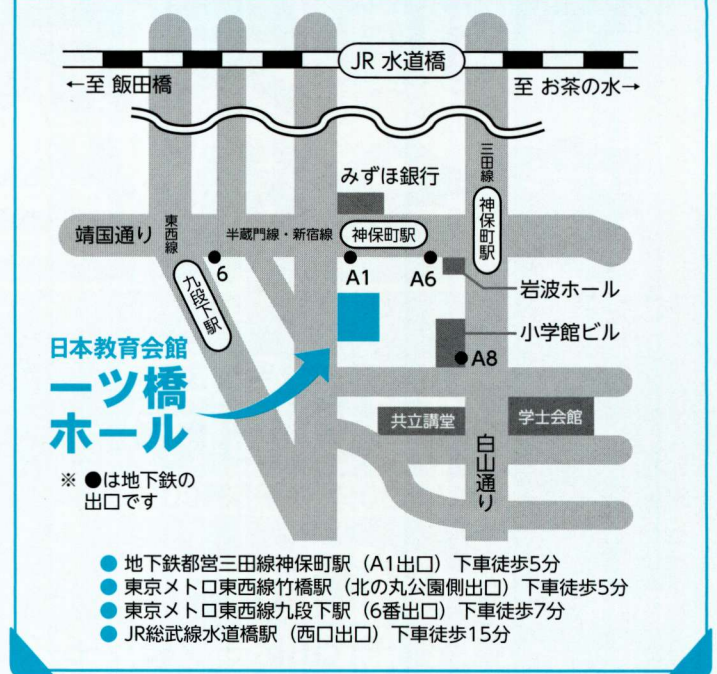 JR 水道橋
←至 飯田橋
至 お茶の水→
三田線
みずほ銀行
神保町駅
靖国通り
東西線
半蔵門線・新宿線
神保町駅
6
A1
A6
九段下駅
岩波ホール
小学館ビル
A8
日本教育会館
一ツ橋
ホール
共立講堂
学士会館
白山通り
※ ●は地下鉄の
出口です
● 地下鉄都営三田線神保町駅（A1出口）下車徒歩5分
● 東京メトロ東西線竹橋駅（北の丸公園側出口）下車徒歩5分
● 東京メトロ東西線九段下駅（6番出口）下車徒歩7分
● JR総武線水道橋駅（西口出口）下車徒歩15分